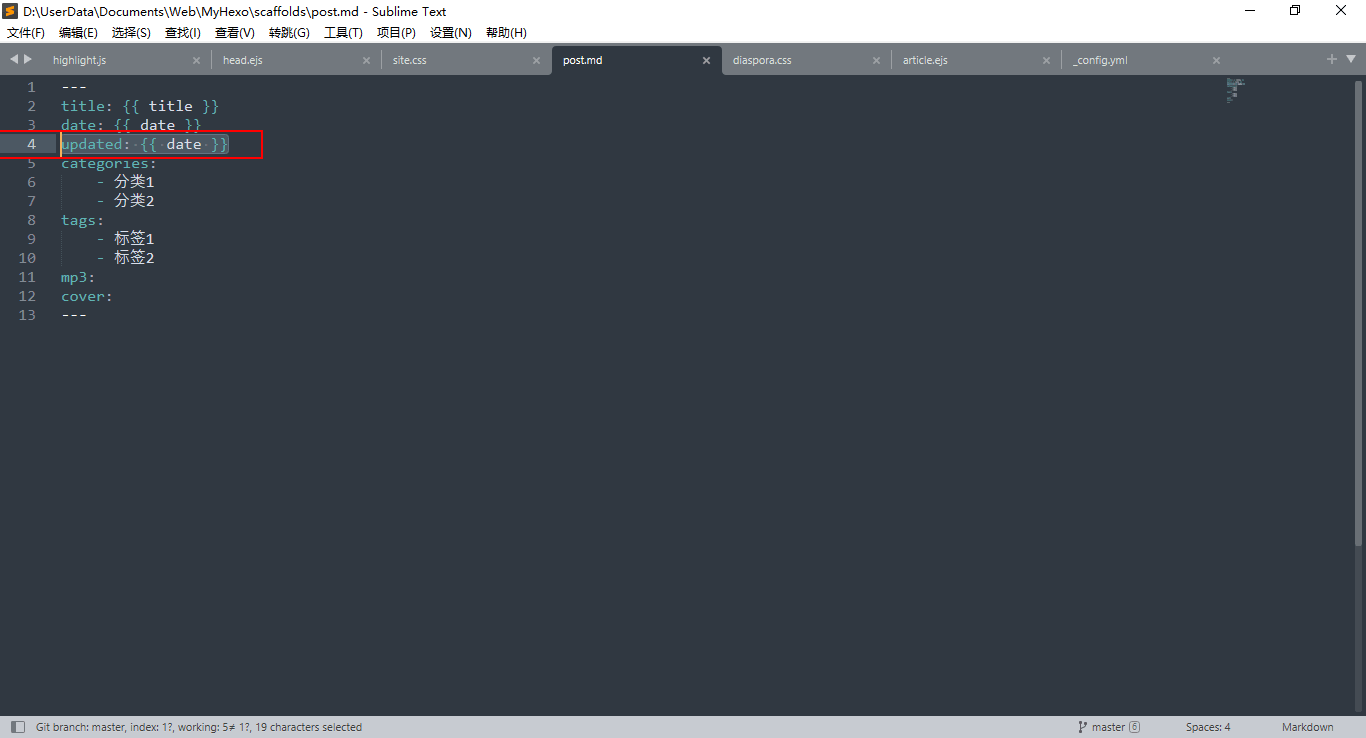 D:\UserData\Documents\Web\MyHexo\scaffolds\post.md - Sublime Text
文件(F) 编辑(E) 选择(S) 查找(I) 查看(V) 转跳(G) 工具(T) 项目(P) 设置(N) 帮助(H)
highlight.js head.ejs site.css post.md diaspora.css article.ejs _config.yml
1 ---
2 title: {{ title }}
3 date: {{ date }}
4 updated: {{ date }}
5 categories:
6 - 分类1
7 - 分类2
8 tags:
9 - 标签1
10 - 标签2
11 mp3:
12 cover:
13 ---
Git branch: master, index: 1?, working: 5≠ 1?, 19 characters selected master 6 Spaces: 4 Markdown